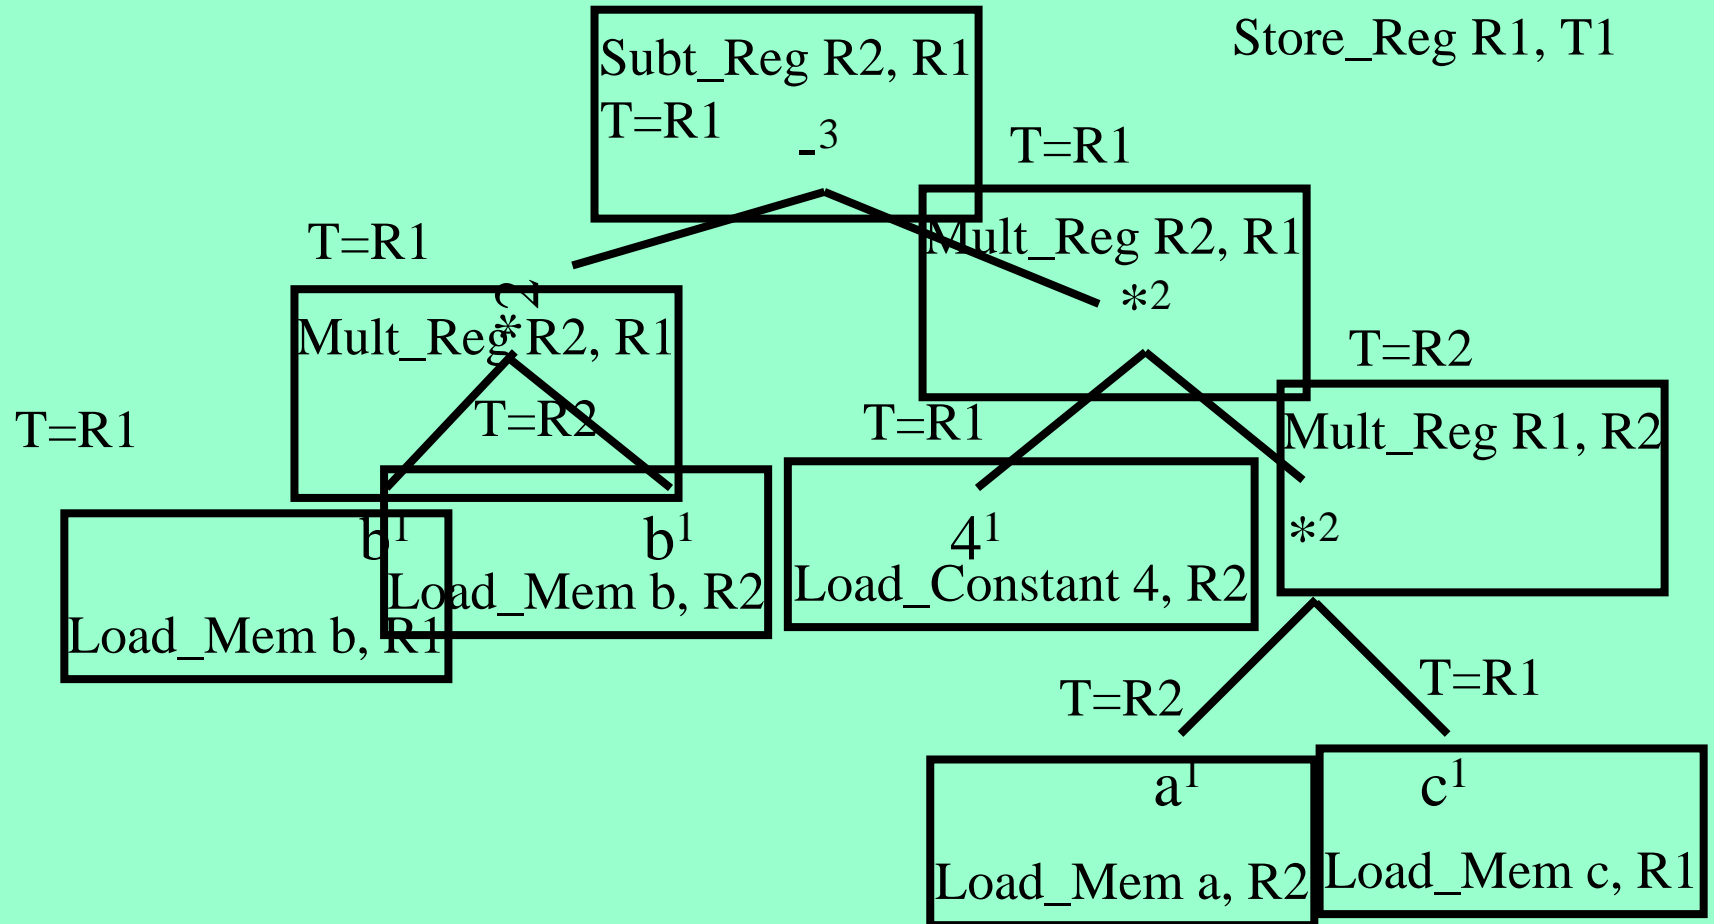 Store_Reg R1, T1
Subt_Reg R2, R1
T=R1
-3
T=R1
Mult_Reg R2, R1
*2
T=R1
*2
Mult_Reg R2, R1
T=R2
Mult_Reg R1, R2
*2
T=R1
T=R2
T=R1
b1
b1
41
Load_Mem b, R1
Load_Mem b, R2
Load_Constant 4, R2
T=R2
T=R1
a1
c1
Load_Mem a, R2
Load_Mem c, R1